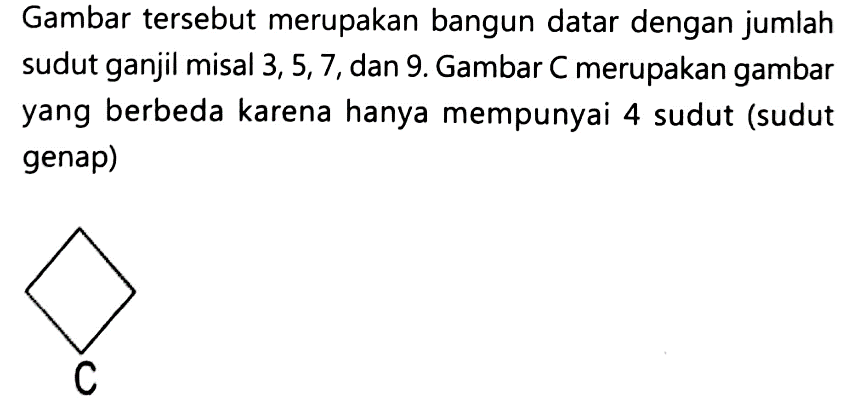 Gambar tersebut merupakan bangun datar dengan jumlah
sudut ganjil misal 3, 5, 7, dan 9. Gambar C merupakan gambar
yang berbeda karena hanya mempunyai 4 sudut (sudut
genap)
C